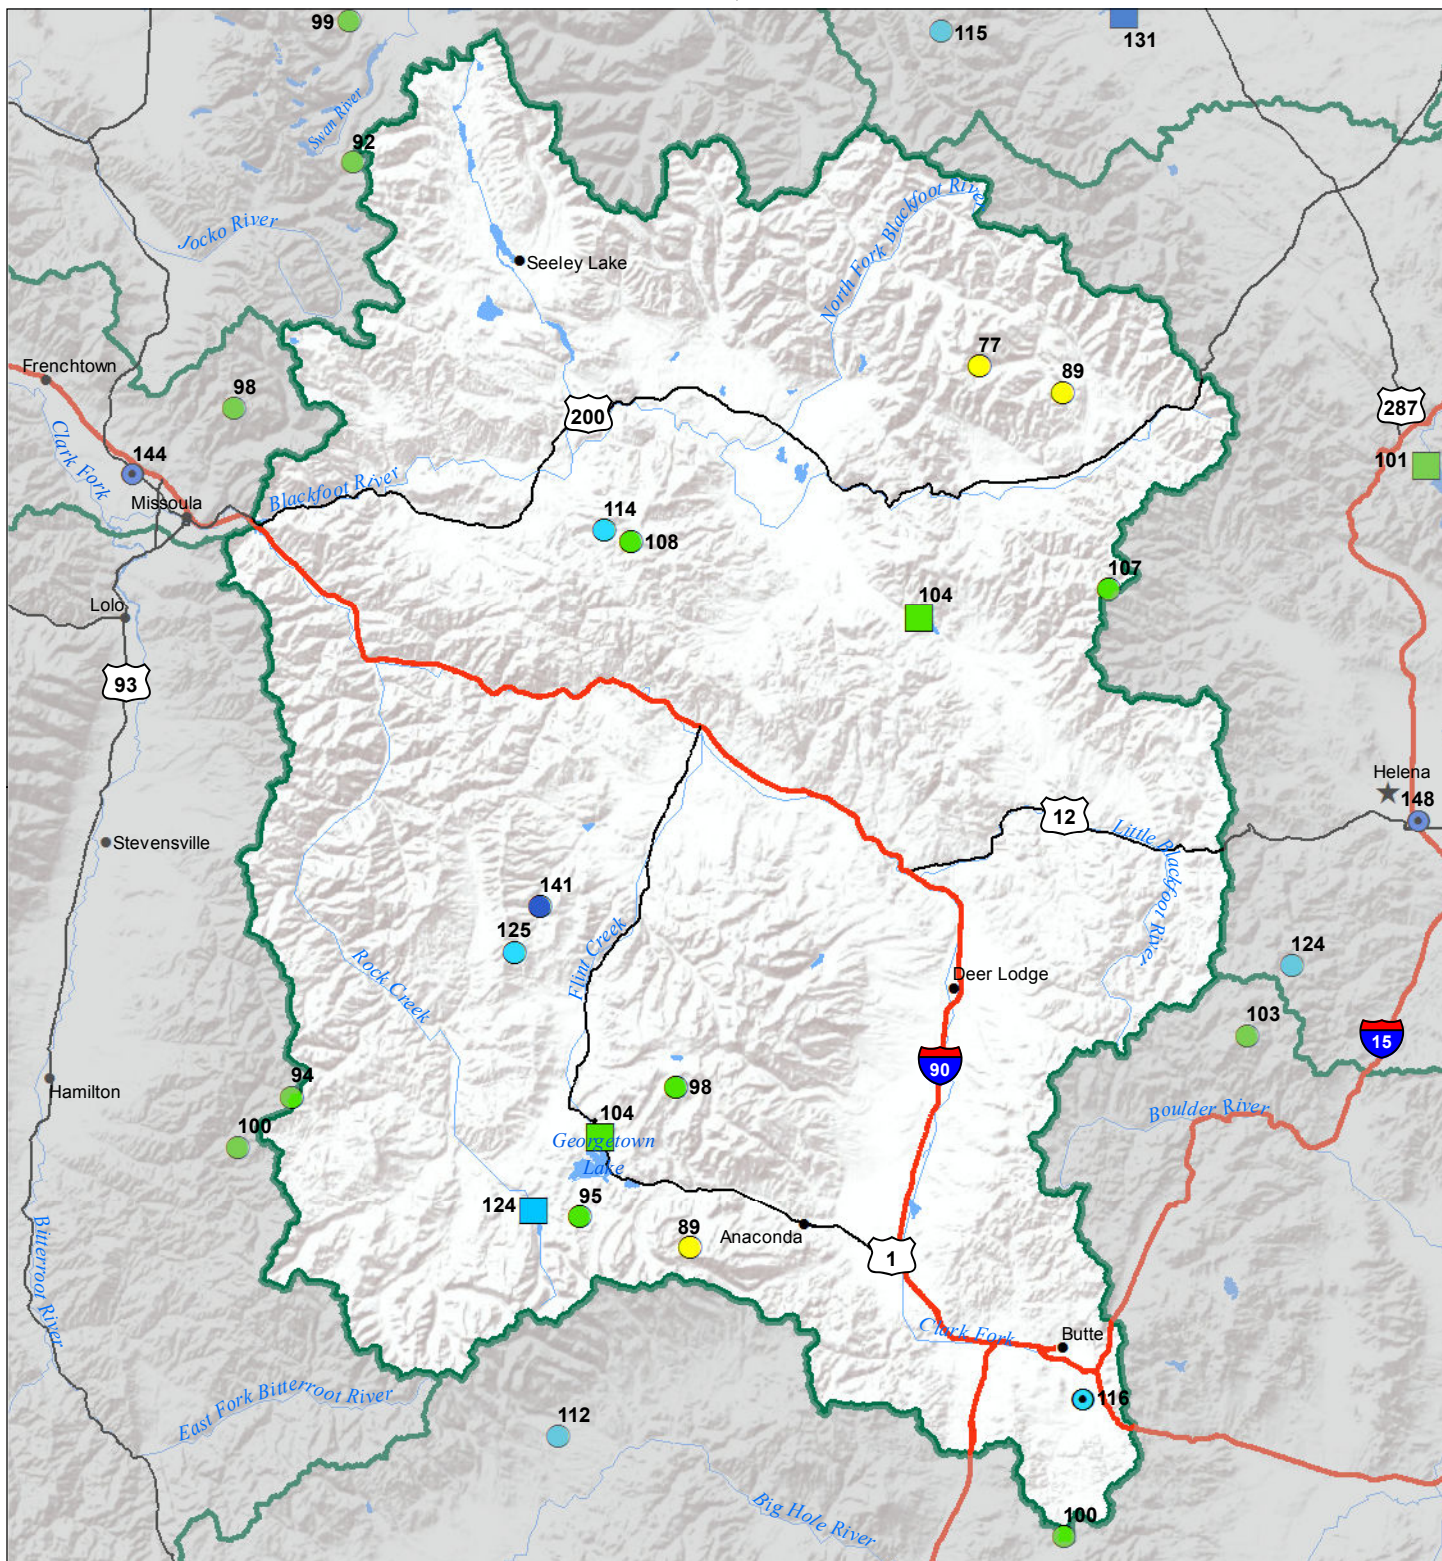 99
115
131
Swan River
92
Jocko River
North Fork Blackfoot River
Seeley Lake
Frenchtown
98
77
89
200
287
Clark Fork
144
101
Blackfoot River
Missoula
114
108
107
Lolo
104
93
Helena
148
12
Little Blackfoot River
Stevensville
141
125
Flint Creek
Rock Creek
124
Deer Lodge
103
15
90
94
Hamilton
98
100
104
Boulder River
Georgetown
Lake
124
95
89
Anaconda
1
Bitterroot River
Clark Fork
Butte
East Fork Bitterroot River
116
112
Big Hole River
100